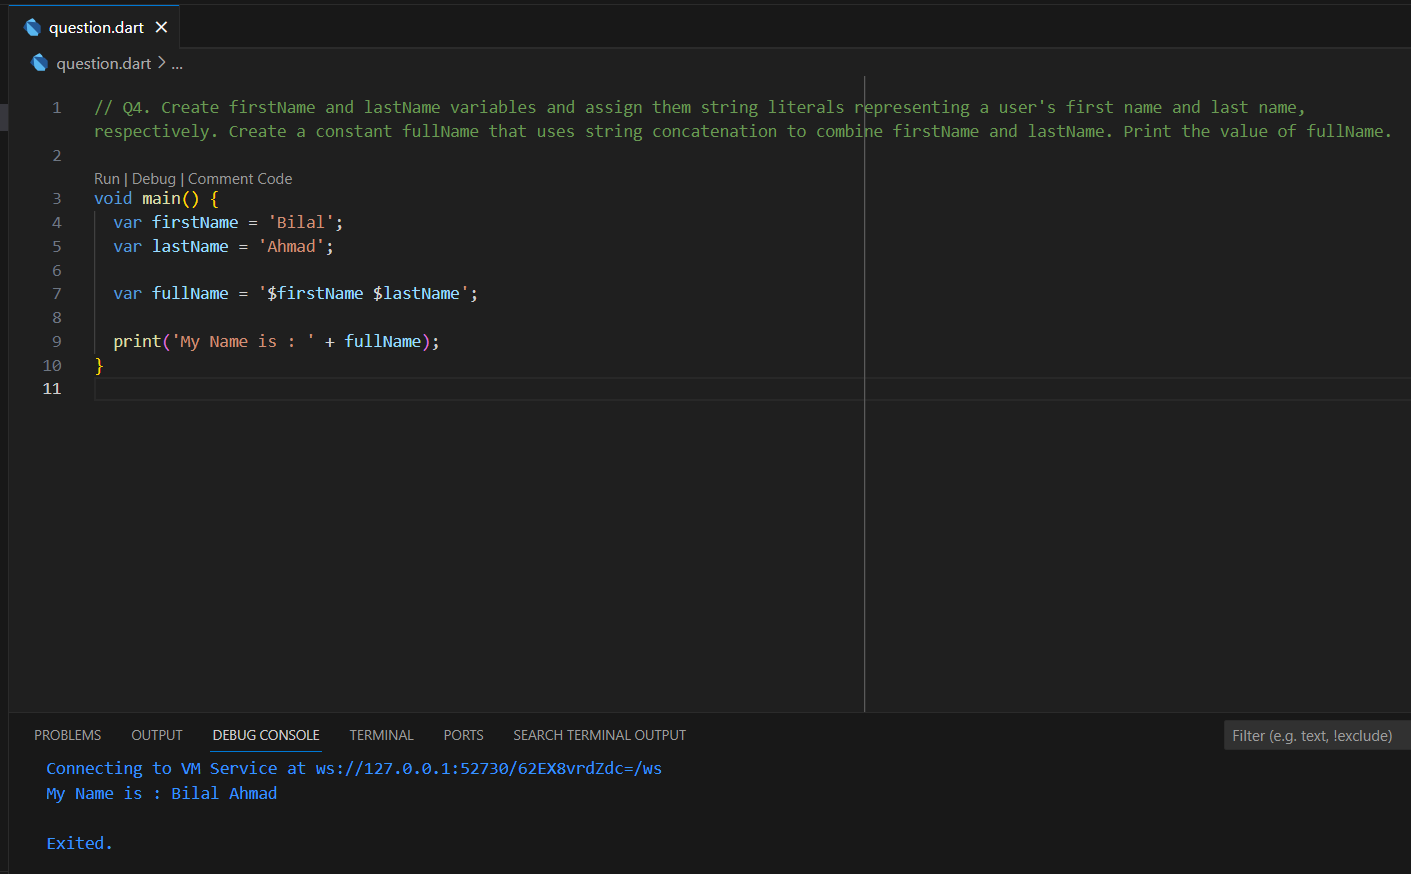 question.dart
question.dart > ...
1 // Q4. Create firstName and lastName variables and assign them string literals representing a user's first name and last name,
respectively. Create a constant fullName that uses string concatenation to combine firstName and lastName. Print the value of fullName.
2
Run | Debug | Comment Code
3 void main() {
4 var firstName = 'Bilal';
5 var lastName = 'Ahmad';
6
7 var fullName = '$firstName $lastName';
8
9 print('My Name is : ' + fullName);
10 }
11
PROBLEMS OUTPUT DEBUG CONSOLE TERMINAL PORTS SEARCH TERMINAL OUTPUT Filter (e.g. text, !exclude)
Connecting to VM Service at ws://127.0.0.1:52730/62EX8vrdZdc=/ws
My Name is : Bilal Ahmad
Exited.